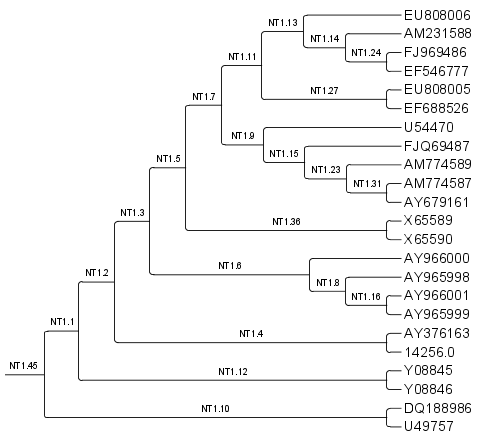 EU808006
NT1.13
AM231588
NT1.14
FJ969486
NT1.24
NT1.11
EF546777
EU808005
NT1.27
NT1.7
EF688526
U54470
NT1.9
FJQ69487
NT1.15
AM774589
NT1.5
NT1.23
AM774587
NT1.31
AY679161
NT1.3
X65589
NT1.36
X65590
AY966000
NT1.6
NT1.2
AY965998
NT1.8
AY966001
NT1.16
AY965999
NT1.1
AY376163
NT1.4
14256.0
NT1.45
Y08845
NT1.12
Y08846
DQ188986
NT1.10
U49757